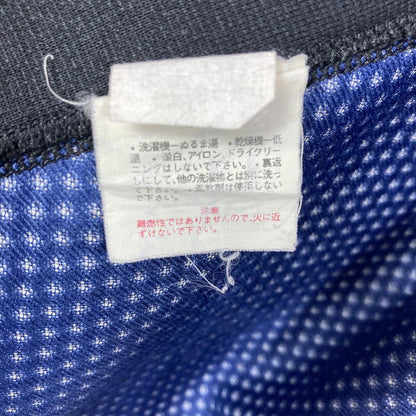 ・洗濯機－ぬるま湯 ・乾燥機－低
温 ・漂白、アイロン、ドライクリー
ニングはしないで下さい。・裏返
しにして、他の洗濯物とは別に洗っ
て下さい。
注意
難燃性ではありませんので、火に近
ずけないで下さい。